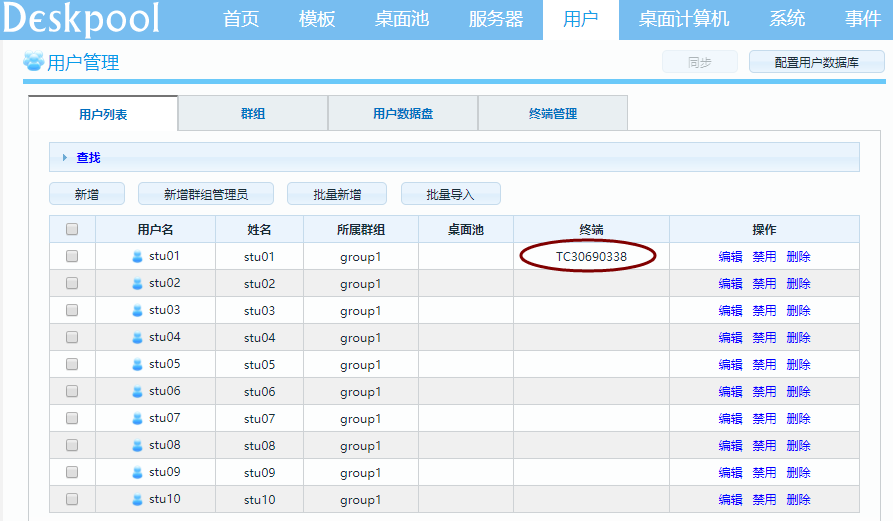 Deskpool 首页 模板 桌面池 服务器 用户 桌面计算机 系统 事件
用户管理 同步 配置用户数据库
用户列表 群组 用户数据盘 终端管理
查找
新增 新增群组管理员 批量新增 批量导入
用户名 姓名 所属群组 桌面池 终端 操作
stu01 stu01 group1 TC30690338 编辑 禁用 删除
stu02 stu02 group1 编辑 禁用 删除
stu03 stu03 group1 编辑 禁用 删除
stu04 stu04 group1 编辑 禁用 删除
stu05 stu05 group1 编辑 禁用 删除
stu06 stu06 group1 编辑 禁用 删除
stu07 stu07 group1 编辑 禁用 删除
stu08 stu08 group1 编辑 禁用 删除
stu09 stu09 group1 编辑 禁用 删除
stu10 stu10 group1 编辑 禁用 删除